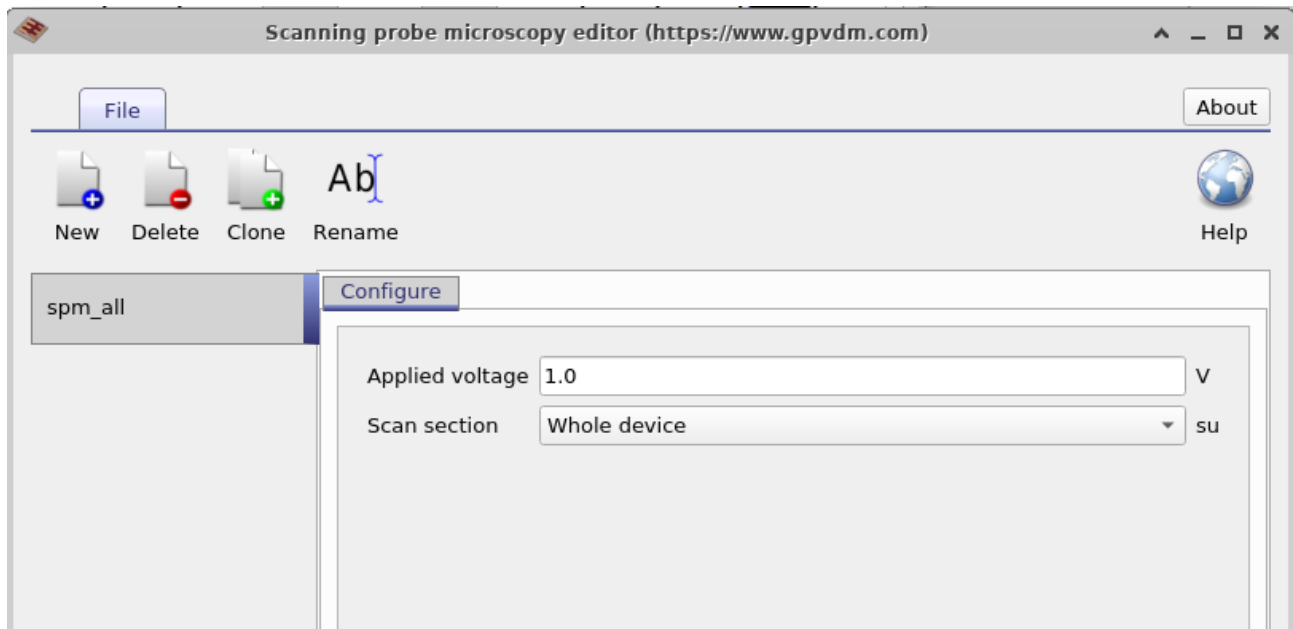 Scanning probe microscopy editor (https://www.gpvdm.com)
File
About
Ab
New Delete Clone Rename
Help
spm_all
Configure
Applied voltage 1.0 V
Scan section Whole device su